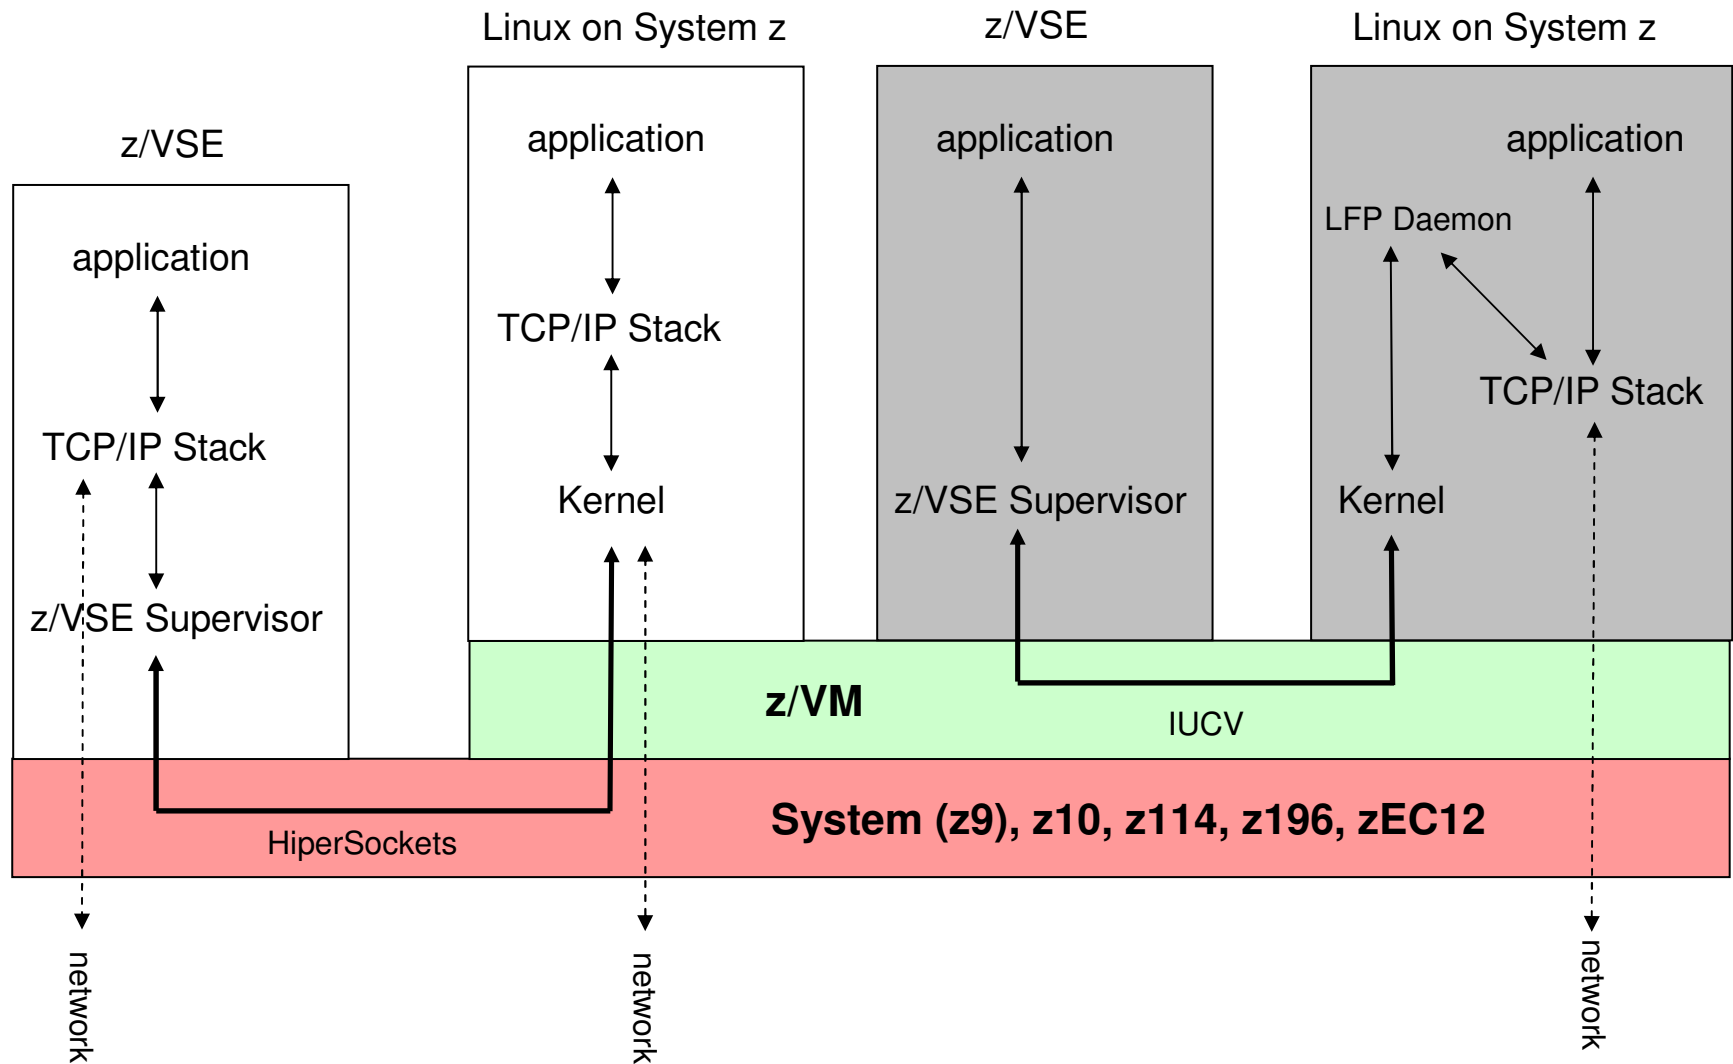 Linux on System z
z/VSE
Linux on System z
z/VSE
application
TCP/IP Stack
z/VSE Supervisor
application
TCP/IP Stack
Kernel
application
z/VSE Supervisor
LFP Daemon
application
TCP/IP Stack
Kernel
z/VM
IUCV
System (z9), z10, z114, z196, zEC12
HiperSockets
network
network
network